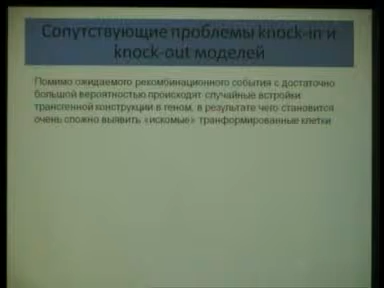 Сопутствующие проблемы knock-in и
knock-out моделей
Помимо ожидаемого рекомбинационного события с достаточно
большой вероятностью происходят случайные встройки
трансгенной конструкции в геном, в результате чего становится
очень сложно выявить «искомые» транформированные клетки